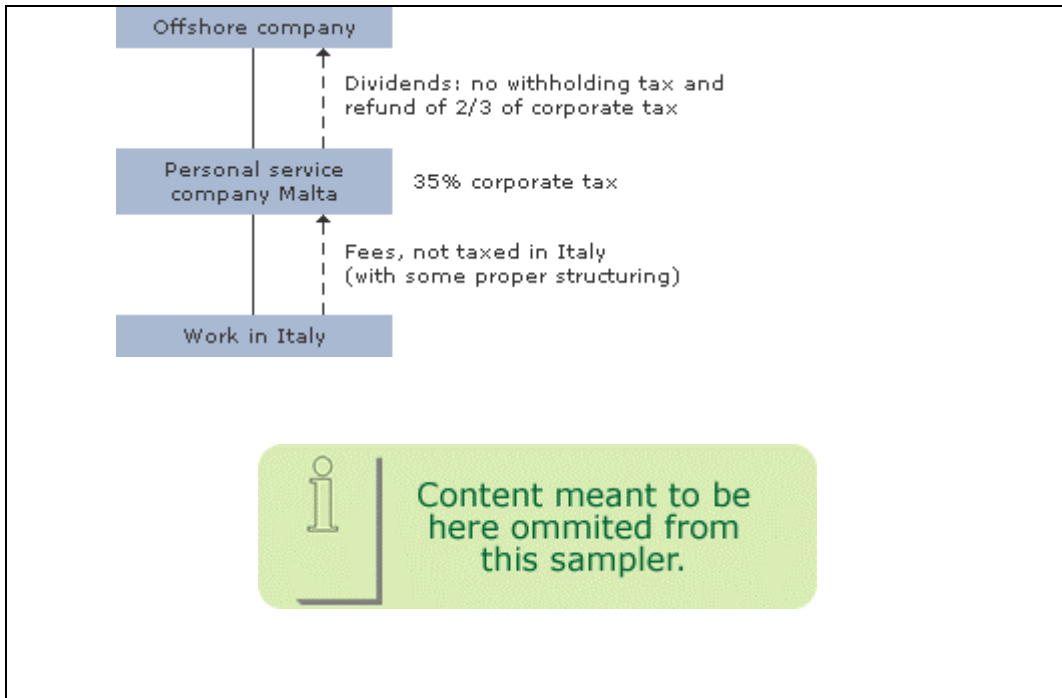 Offshore company
Dividends: no withholding tax and
refund of 2/3 of corporate tax
Personal service
company Malta
35% corporate tax
Fees, not taxed in Italy
(with some proper structuring)
Work in Italy
Content meant to be
here ommited from
this sampler.